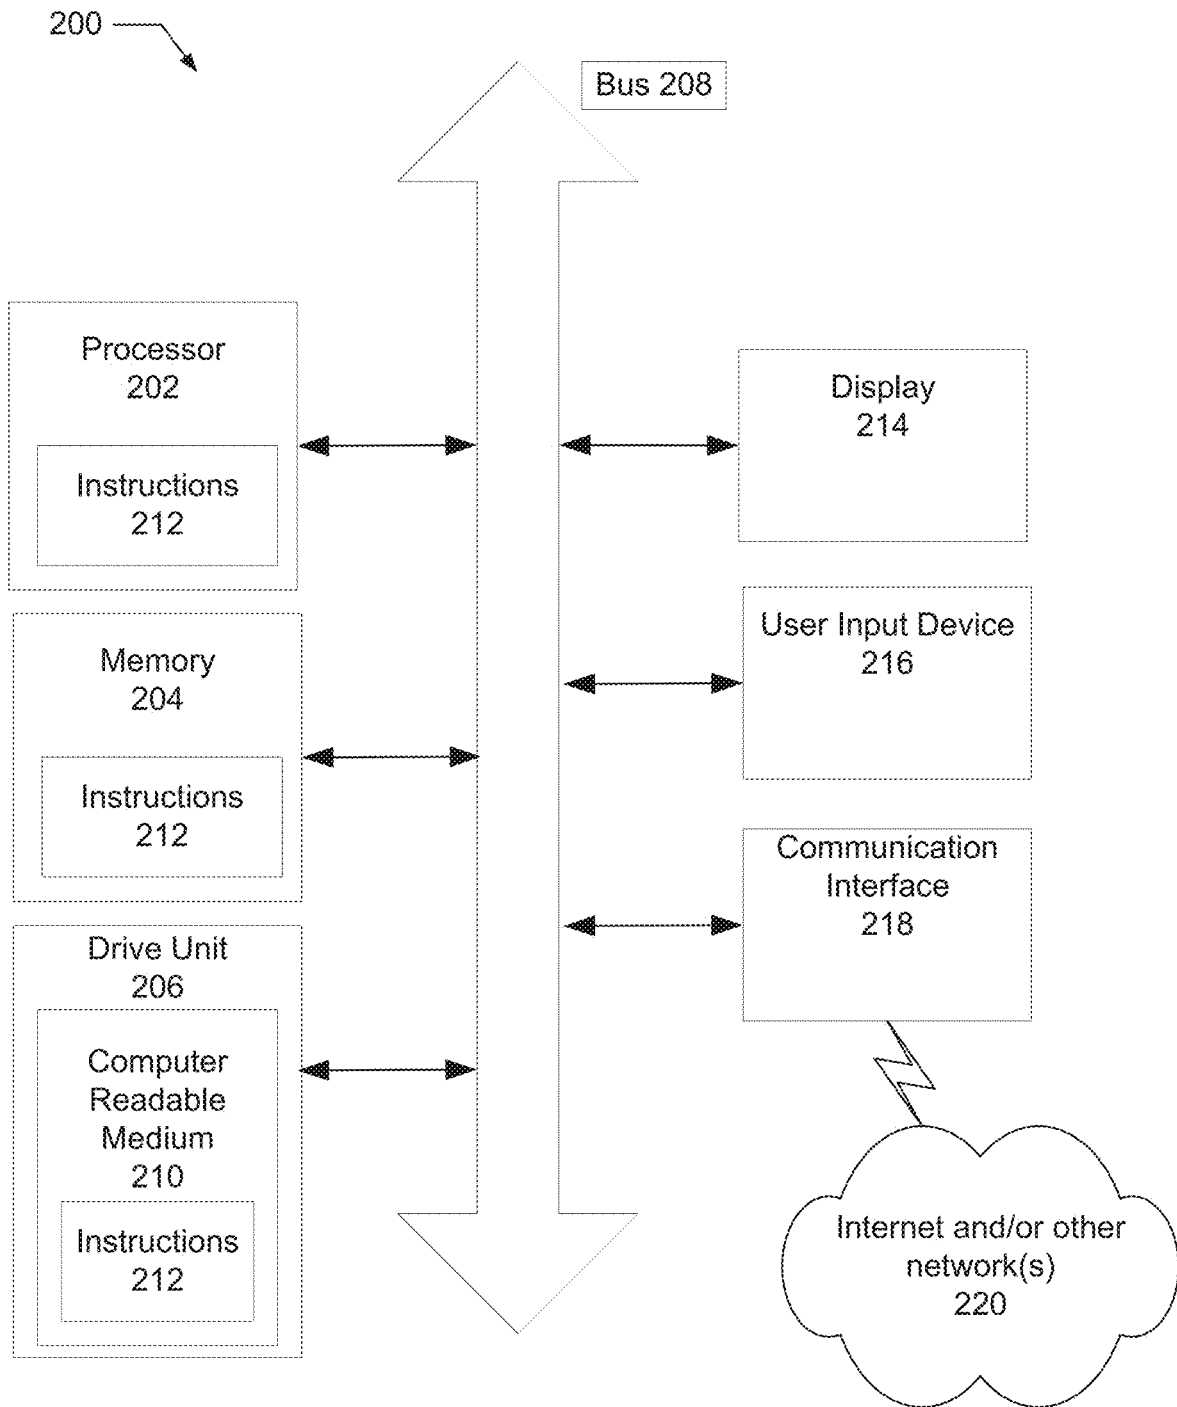 200
Bus 208
Processor
202
Instructions
212
Memory
204
Instructions
212
Drive Unit
206
Computer
Readable
Medium
210
Instructions
212
Display
214
User Input Device
216
Communication
Interface
218
Internet and/or other
network(s)
220